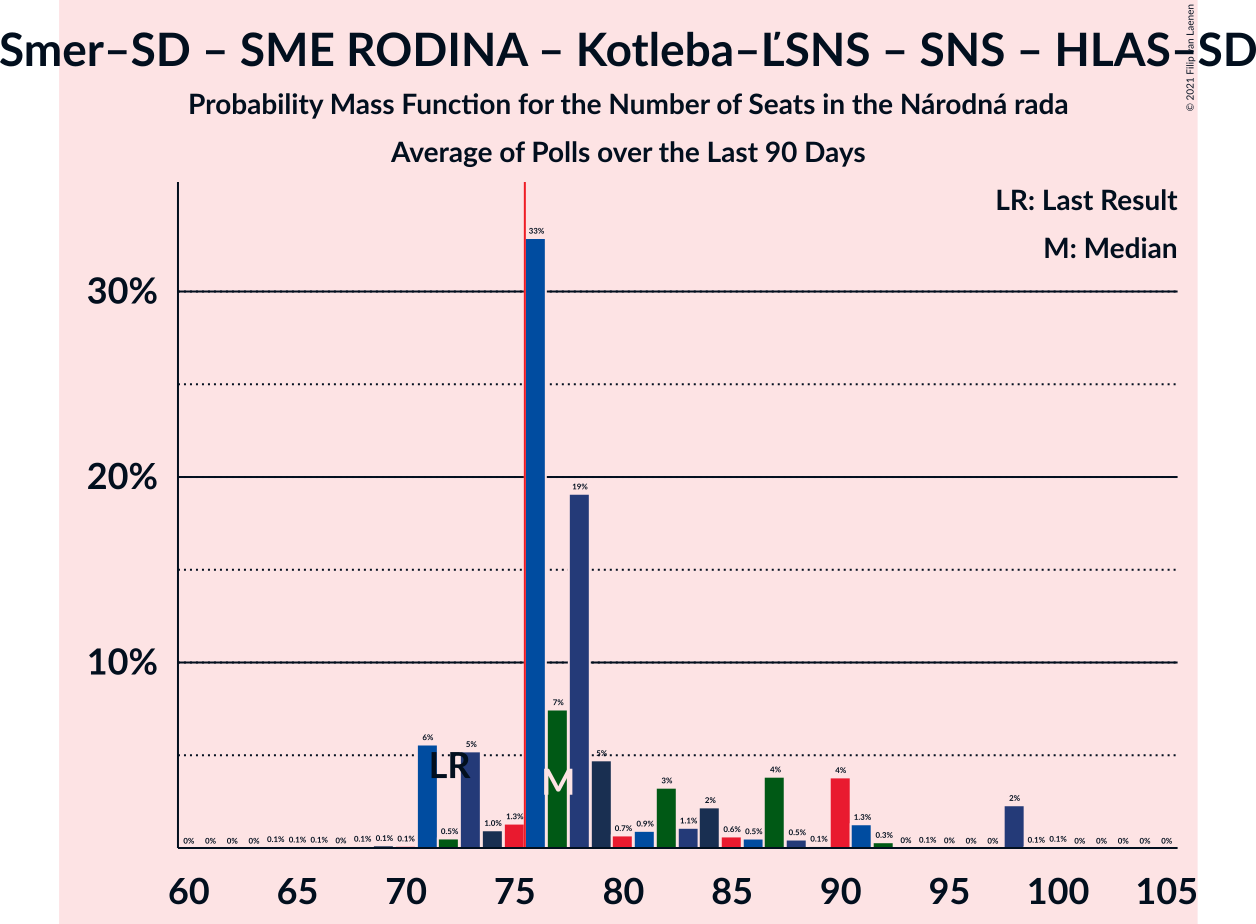 Smer–SD – SME RODINA – Kotleba–ĽSNS – SNS – HLAS–SD
© 2021 Filip van Laenen
Probability Mass Function for the Number of Seats in the Národná rada
Average of Polls over the Last 90 Days
LR: Last Result
M: Median
30%
20%
10%
0% 0% 0% 0% 0.1% 0.1% 0.1% 0% 0.1% 0.1% 0.1% 6% 0.5% 5% 1.0% 1.3% 33% 7% 19% 5% 0.7% 0.9% 3% 1.1% 2% 0.6% 0.5% 4% 0.5% 0.1% 4% 1.3% 0.3% 0% 0.1% 0% 0% 0% 2% 0.1% 0.1% 0% 0% 0% 0% 0%
LR
M
60 65 70 75 80 85 90 95 100 105